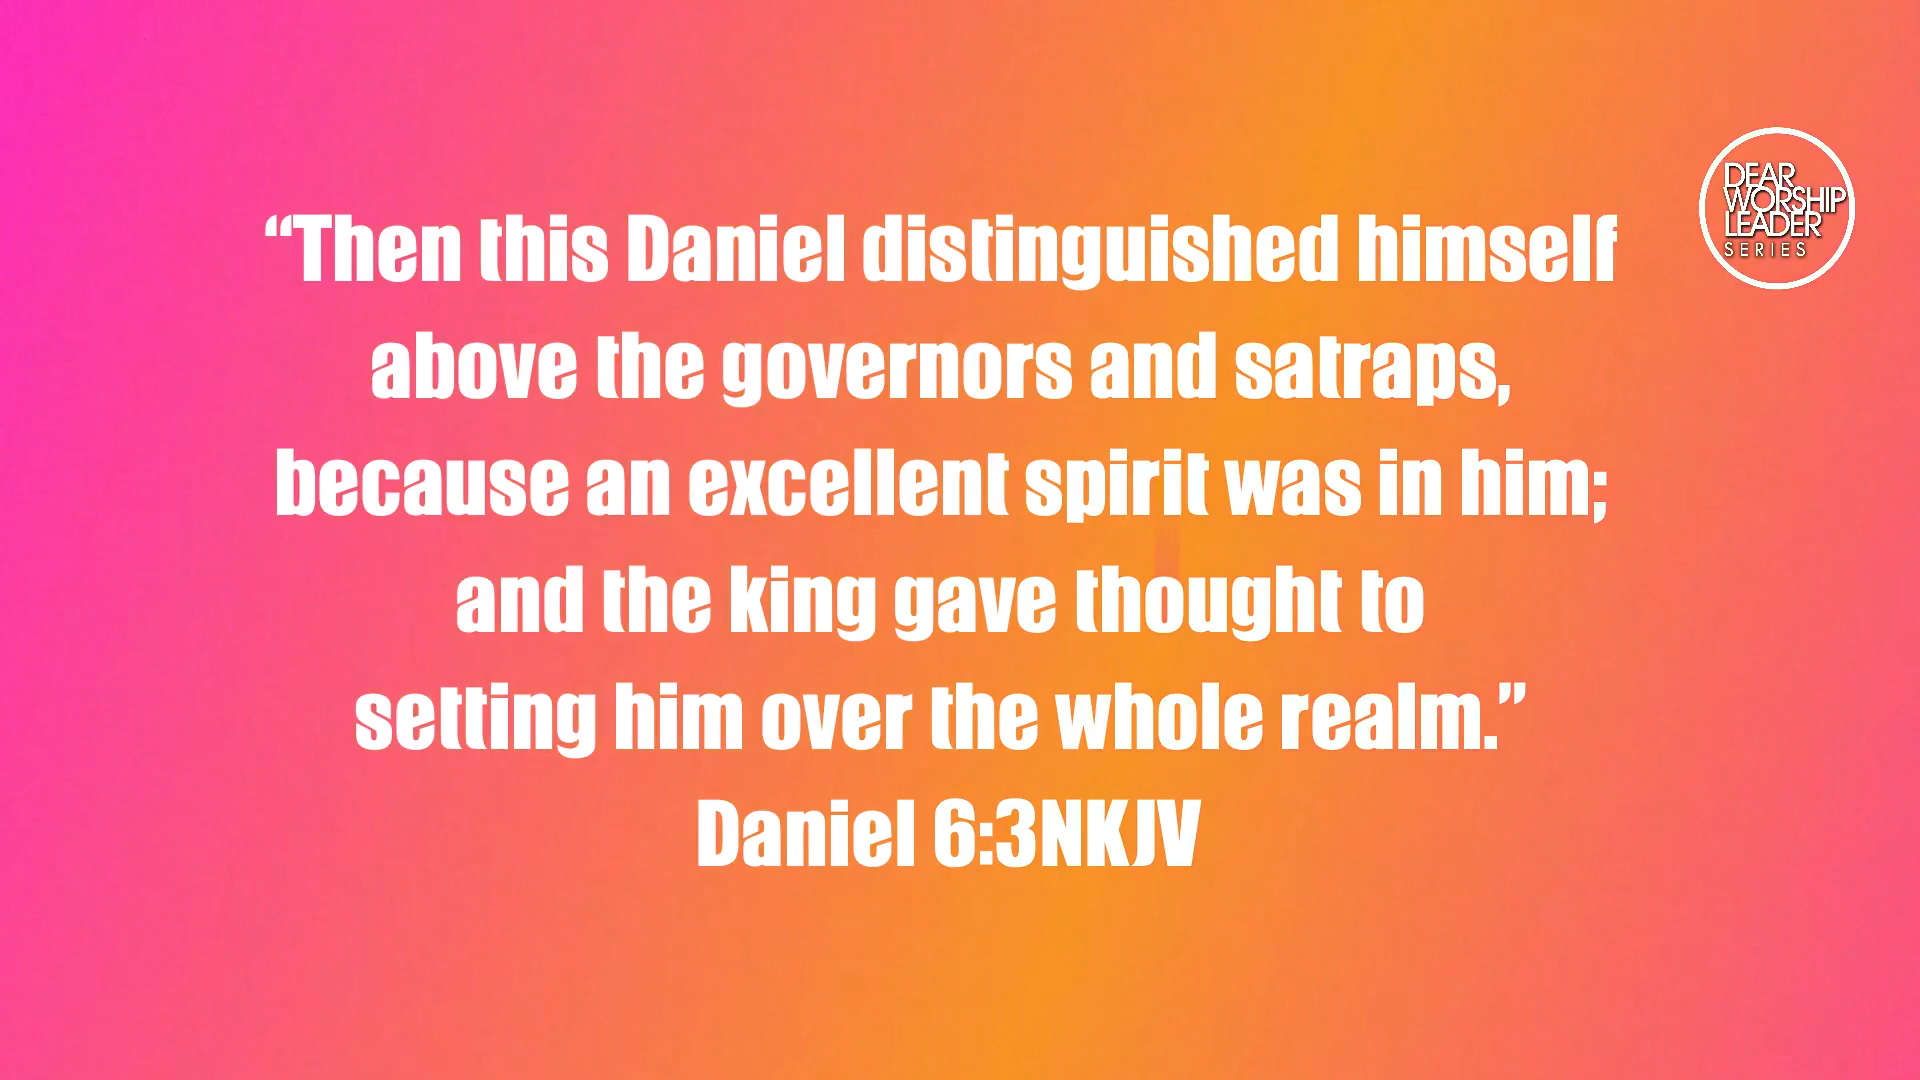 “Then this Daniel distinguished himself
above the governors and satraps,
because an excellent spirit was in him;
and the king gave thought to
setting him over the whole realm.”
Daniel 6:3NKJV
DEAR
WORSHIP
LEADER
SERIES